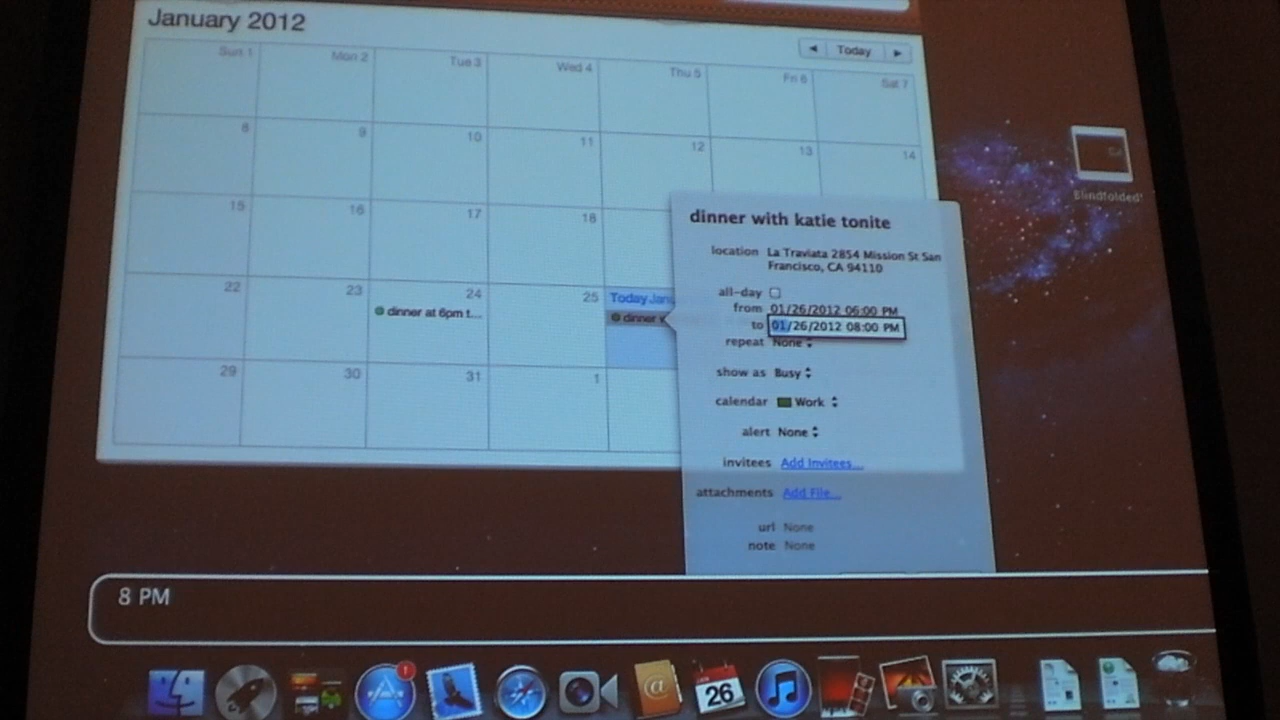 January 2012
Today
Sun 1
Mon 2
Tue 3
Wed 4
Thu 5
Fri 6
Sat 7
8
9
10
11
12
13
14
15
16
17
18
22
23
24
25
Today Jan
dinner at 6pm t...
dinner
29
30
31
1
dinner with katie tonite
location La Traviata 2854 Mission St San
Francisco, CA 94110
all-day
from 01/26/2012 06:00 PM
to 01/26/2012 08:00 PM
repeat None
show as Busy
calendar Work
alert None
invitees Add Invitees...
attachments Add File...
url None
note None
Blindfolded!
8 PM
26